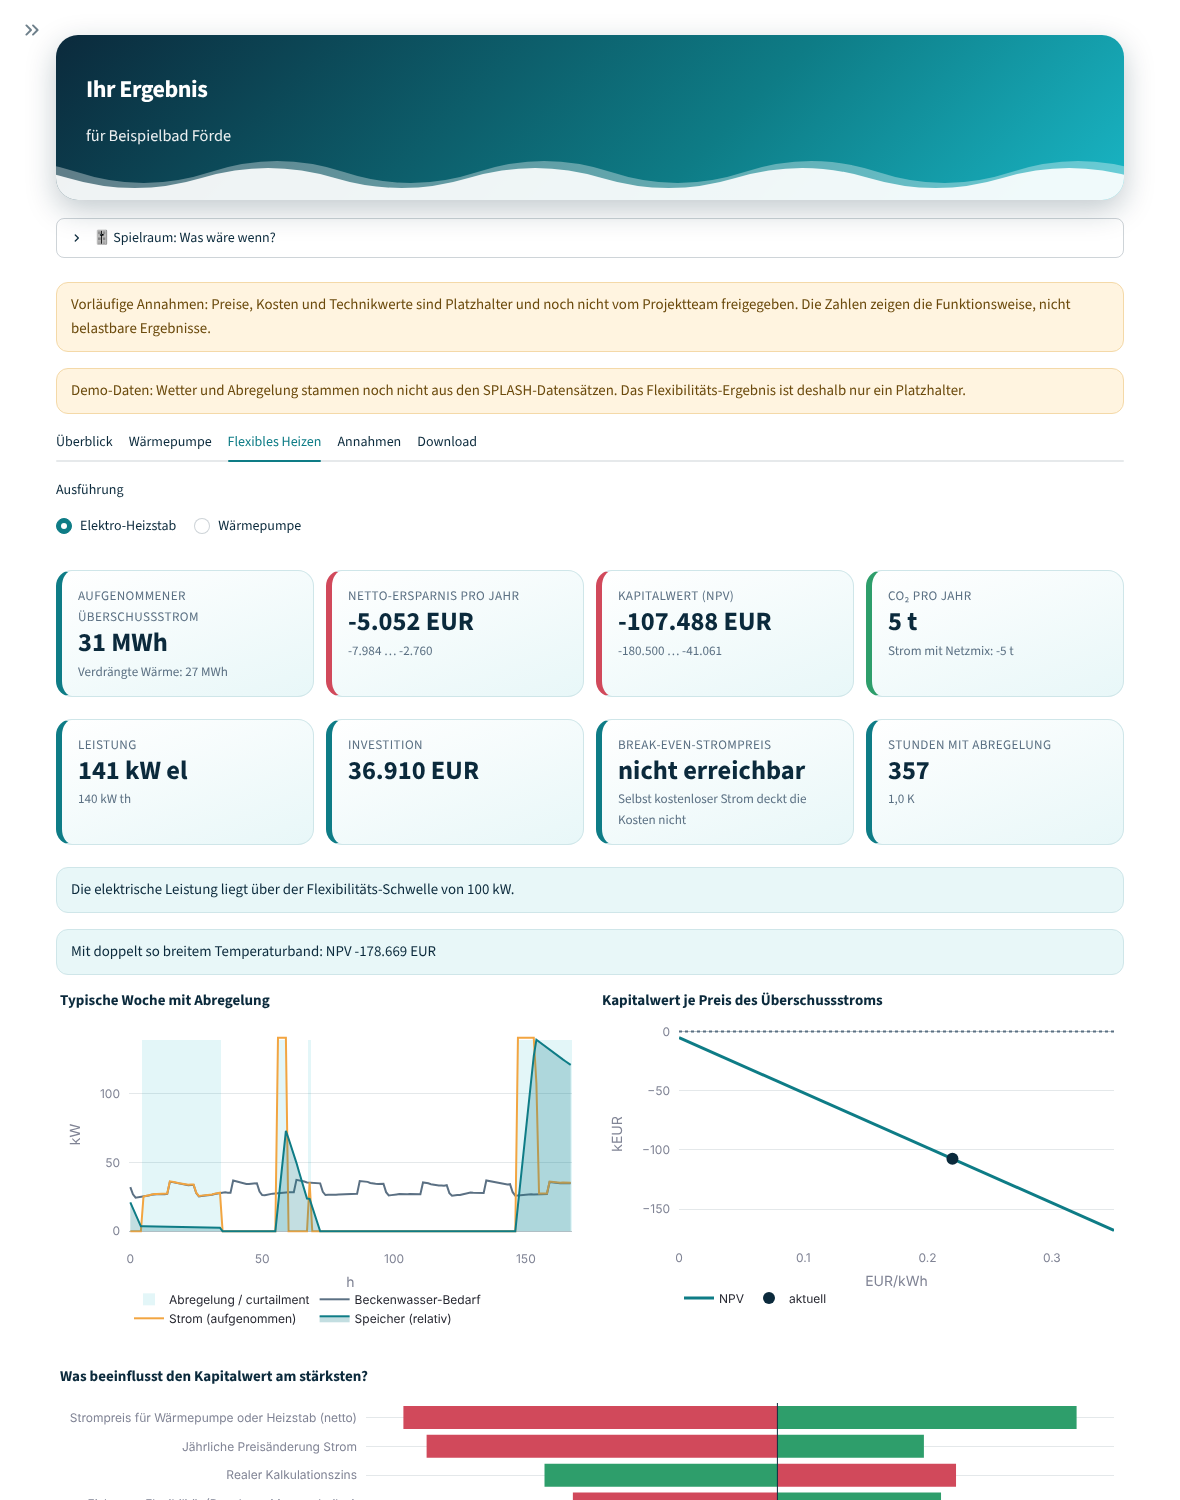 Ihr Ergebnis
für Beispielbad Förde
Spielraum: Was wäre wenn?
Vorläufige Annahmen: Preise, Kosten und Technikwerte sind Platzhalter und noch nicht vom Projektteam freigegeben. Die Zahlen zeigen die Funktionsweise, nicht
belastbare Ergebnisse.
Demo-Daten: Wetter und Abregelung stammen noch nicht aus den SPLASH-Datensätzen. Das Flexibilitäts-Ergebnis ist deshalb nur ein Platzhalter.
Überblick Wärmepumpe Flexibles Heizen Annahmen Download
Ausführung
Elektro-Heizstab Wärmepumpe
AUFGENOMMENER
ÜBERSCHUSSSTROM
31 MWh
Verdrängte Wärme: 27 MWh
NETTO-ERSPARNIS PRO JAHR
-5.052 EUR
-7.984 … -2.760
KAPITALWERT (NPV)
-107.488 EUR
-180.500 … -41.061
CO₂ PRO JAHR
5 t
Strom mit Netzmix: -5 t
LEISTUNG
141 kW el
140 kW th
INVESTITION
36.910 EUR
BREAK-EVEN-STROMPREIS
nicht erreichbar
Selbst kostenloser Strom deckt die
Kosten nicht
STUNDEN MIT ABREGELUNG
357
1,0 K
Die elektrische Leistung liegt über der Flexibilitäts-Schwelle von 100 kW.
Mit doppelt so breitem Temperaturband: NPV -178.669 EUR
Typische Woche mit Abregelung
100
50
0
kW
0 50 100 150
h
Abregelung / curtailment Beckenwasser-Bedarf
Strom (aufgenommen) Speicher (relativ)
Kapitalwert je Preis des Überschussstroms
0
−50
−100
−150
kEUR
0 0.1 0.2 0.3
EUR/kWh
NPV aktuell
Was beeinflusst den Kapitalwert am stärksten?
Strompreis für Wärmepumpe oder Heizstab (netto)
Jährliche Preisänderung Strom
Realer Kalkulationszins